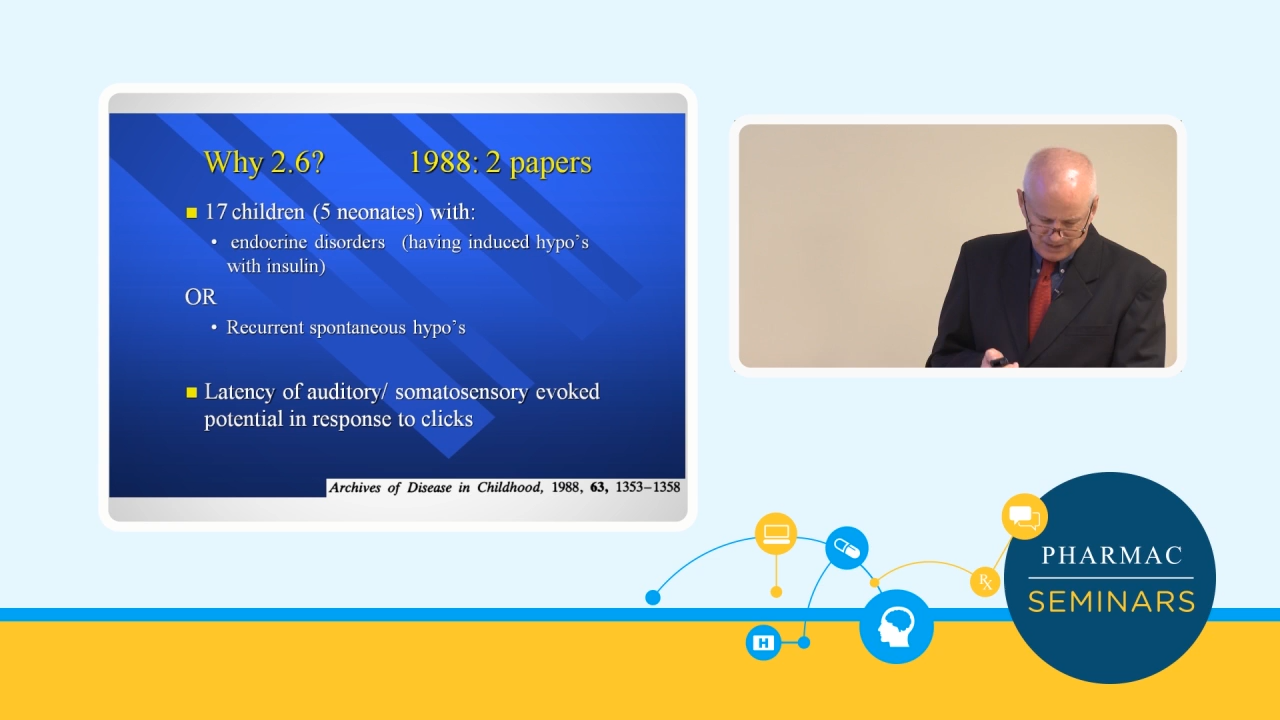 Why 2.6? 1988: 2 papers
17 children (5 neonates) with:
• endocrine disorders (having induced hypo's
with insulin)
OR
• Recurrent spontaneous hypo's
Latency of auditory/ somatosensory evoked
potential in response to clicks
Archives of Disease in Childhood, 1988, 63, 1353–1358
PHARMAC
SEMINARS
Rx
H